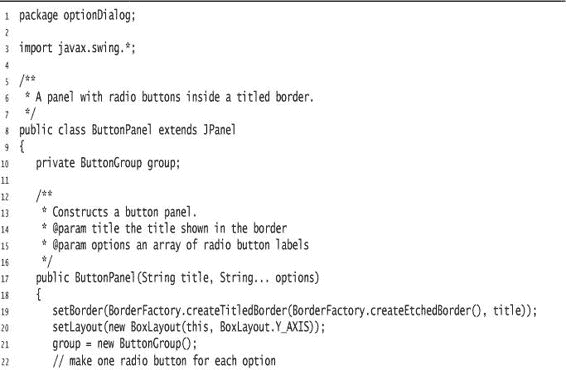 1 package optionDialog;
2
3 import javax.swing.*;
4
5 /**
6  * A panel with radio buttons inside a titled border.
7  */
8 public class ButtonPanel extends JPanel
9 {
10    private ButtonGroup group;
11
12    /**
13     * Constructs a button panel.
14     * @param title the title shown in the border
15     * @param options an array of radio button labels
16     */
17    public ButtonPanel(String title, String... options)
18    {
19       setBorder(BorderFactory.createTitledBorder(BorderFactory.createEtchedBorder(), title));
20       setLayout(new BoxLayout(this, BoxLayout.Y_AXIS));
21       group = new ButtonGroup();
22       // make one radio button for each option